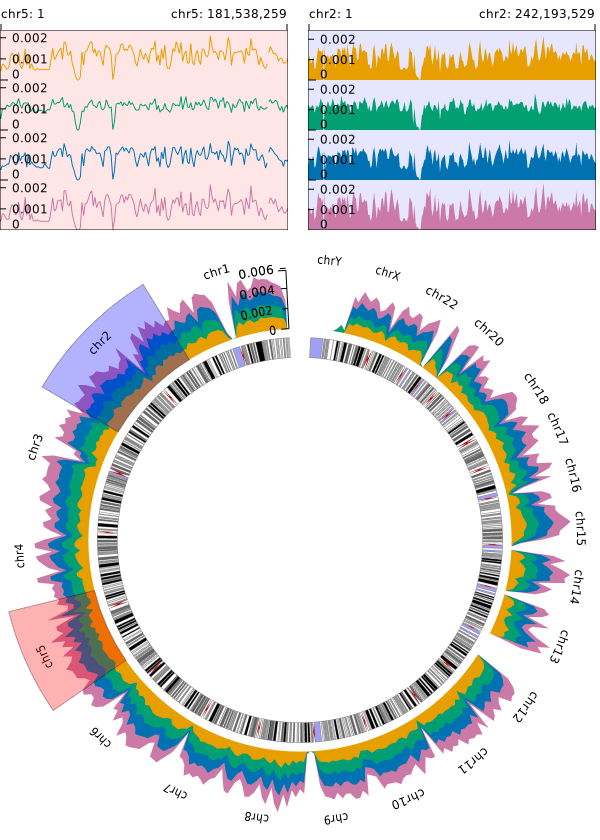 chr5: 1
chr5: 181,538,259
chr2: 1
chr2: 242,193,529
0.002
0.001
0
0.002
0.001
0
0.002
0.001
0
0.002
0.001
0
0.002
0.001
0
0.002
0.001
0
0.002
0.001
0
0.002
0.001
0
0.006
0.004
0.002
0
chr1
chr2
chr3
chr4
chr5
chr6
chr7
chr8
chr9
chr10
chr11
chr12
chr13
chr14
chr15
chr16
chr17
chr18
chr20
chr22
chrX
chrY